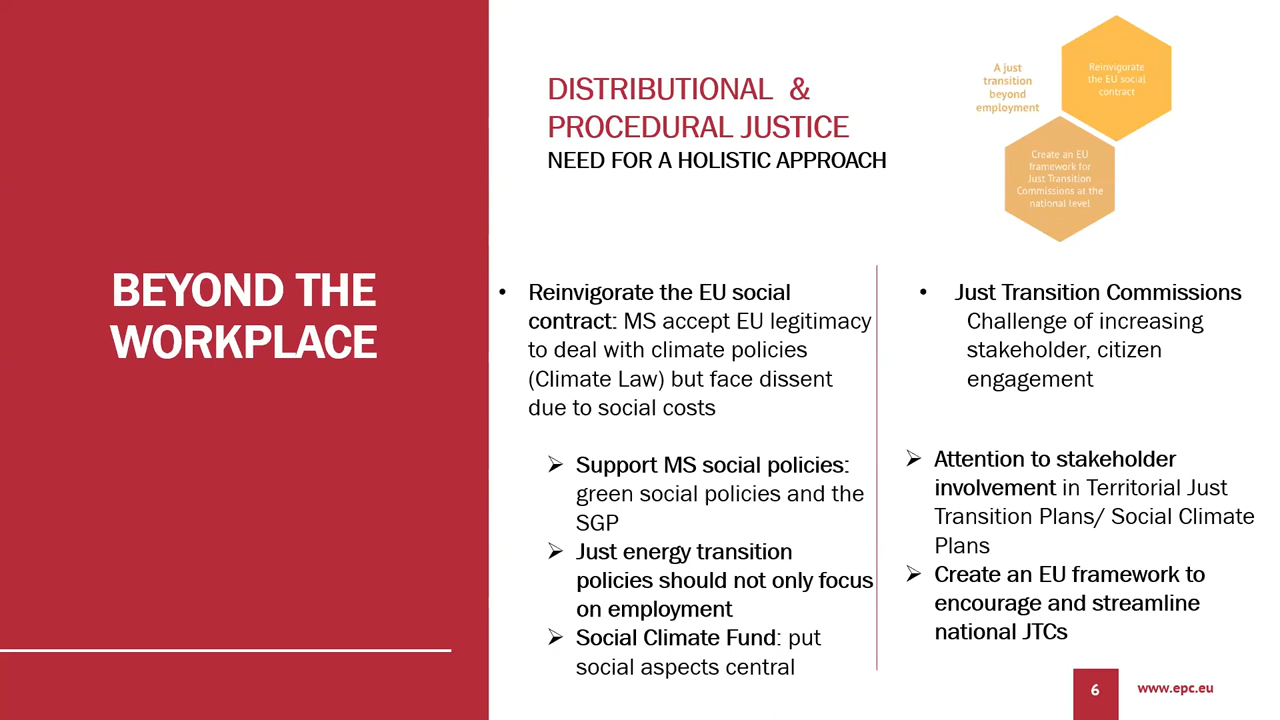 BEYOND THE
WORKPLACE
DISTRIBUTIONAL &
PROCEDURAL JUSTICE
NEED FOR A HOLISTIC APPROACH
A just
transition
beyond
employment
Reinvigorate
the EU social
contract
Create an EU
framework for
Just Transition
Commissions at the
national level
• Reinvigorate the EU social
contract: MS accept EU legitimacy
to deal with climate policies
(Climate Law) but face dissent
due to social costs
➢ Support MS social policies:
green social policies and the
SGP
➢ Just energy transition
policies should not only focus
on employment
➢ Social Climate Fund: put
social aspects central
• Just Transition Commissions
Challenge of increasing
stakeholder, citizen
engagement
➢ Attention to stakeholder
involvement in Territorial Just
Transition Plans/ Social Climate
Plans
➢ Create an EU framework to
encourage and streamline
national JTCs
6
www.epc.eu